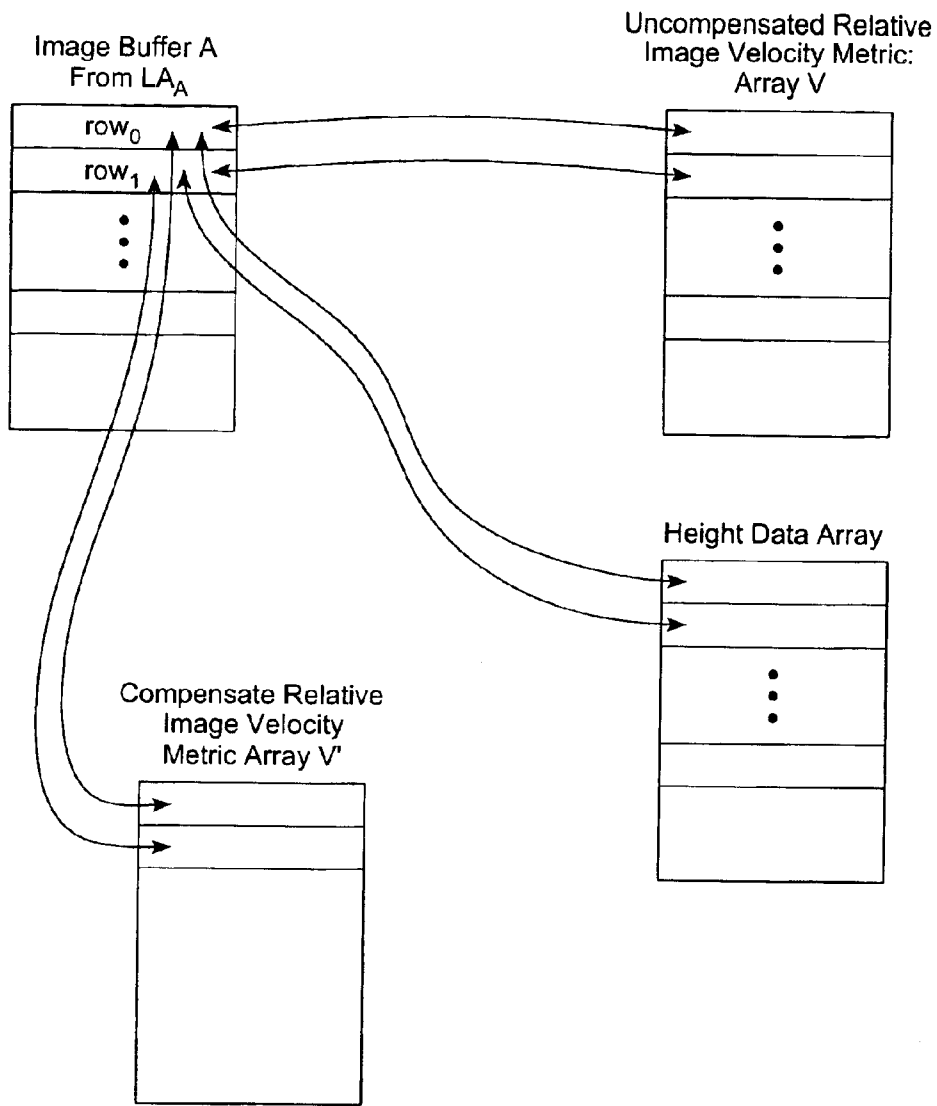 Image Buffer A
From LA_A
row_0
row_1
Uncompensated Relative
Image Velocity Metric:
Array V
Height Data Array
Compensate Relative
Image Velocity
Metric Array V'